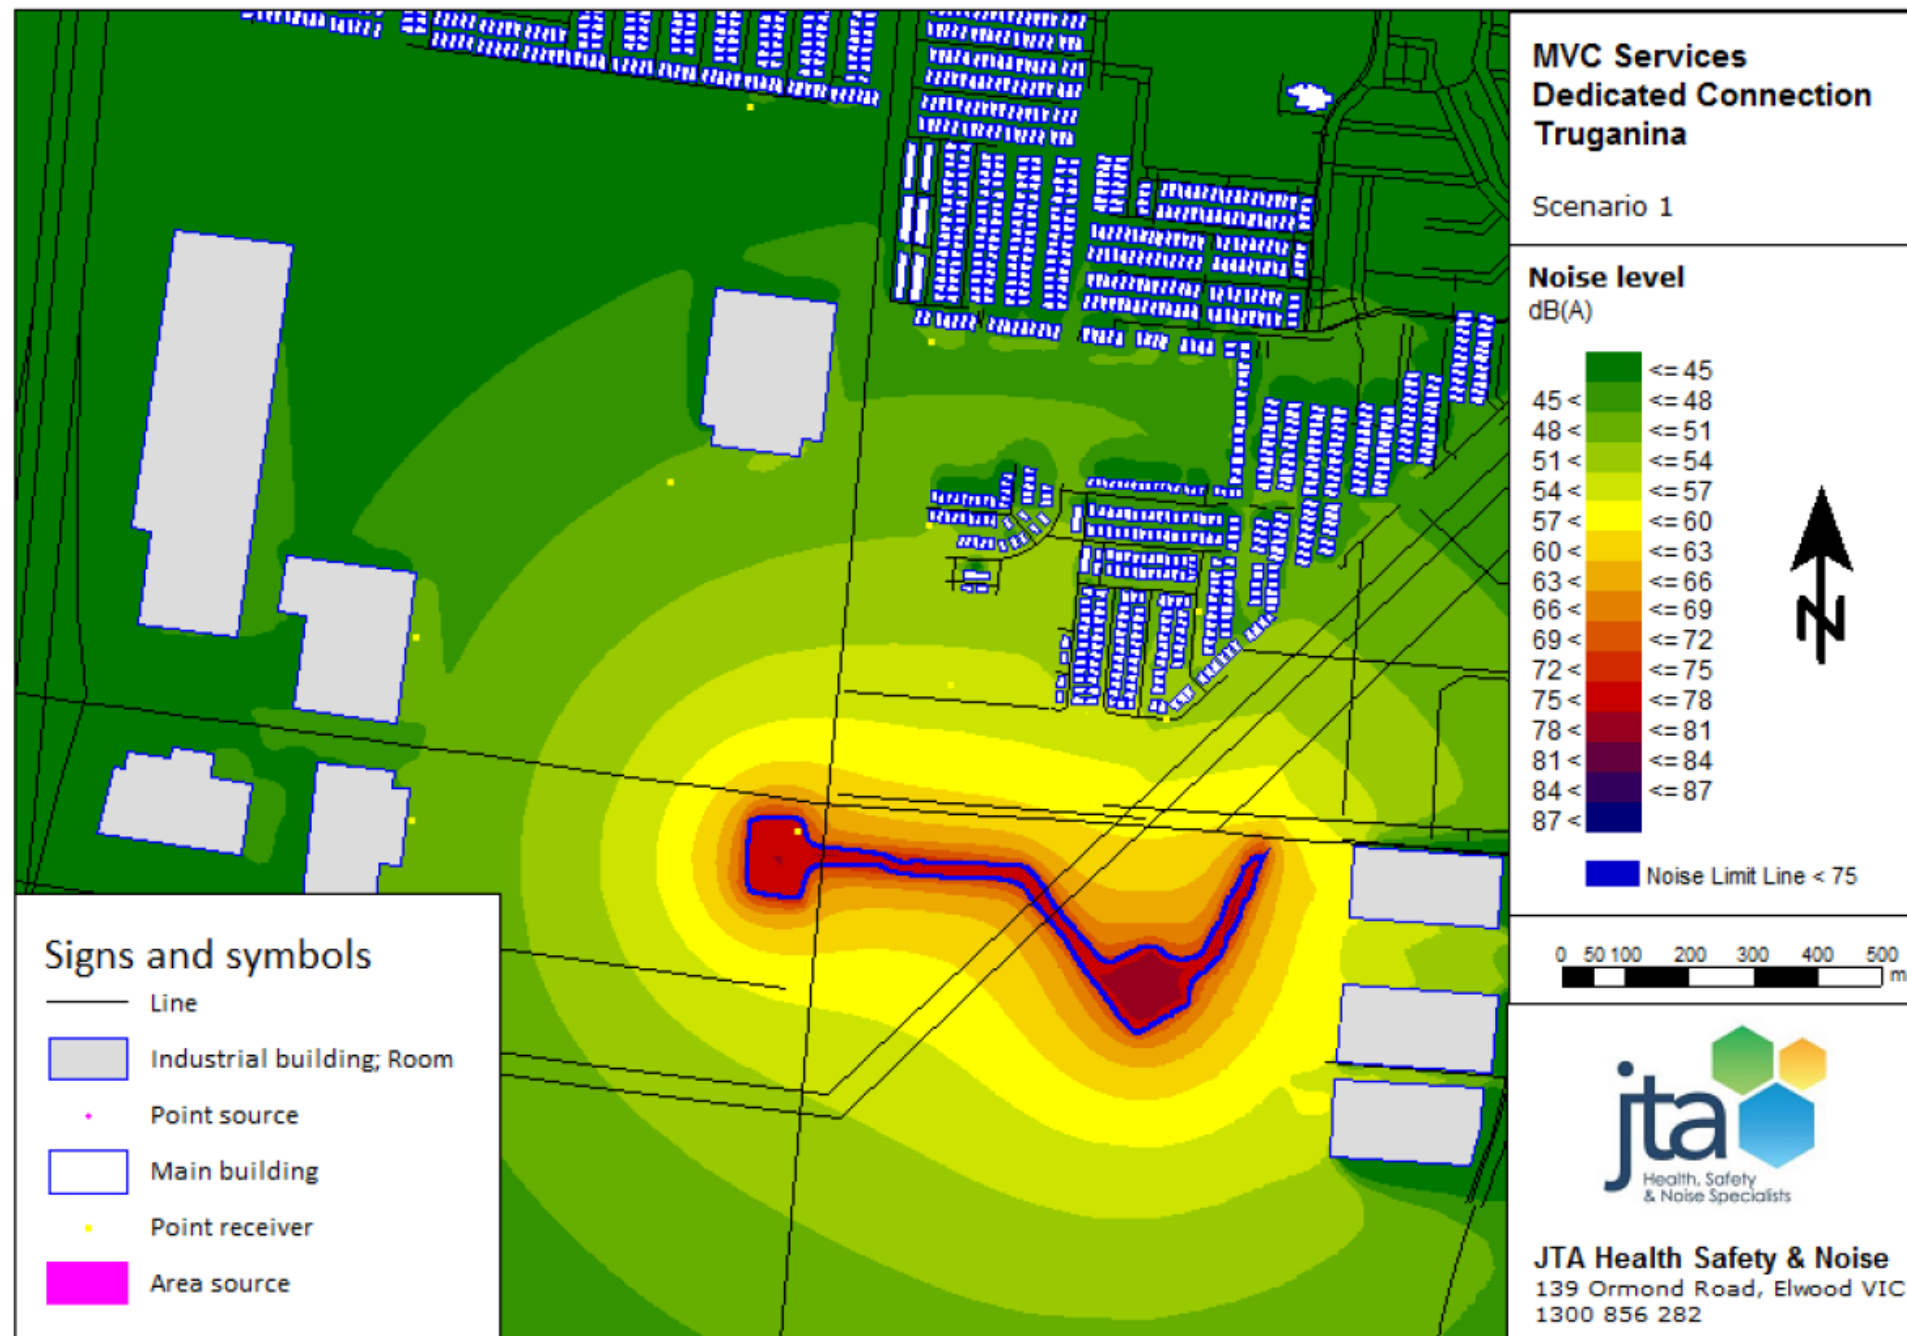 MVC Services
Dedicated Connection
Truganina
Scenario 1
Noise level
dB(A)
<= 45
45 < <= 48
48 < <= 51
51 < <= 54
54 < <= 57
57 < <= 60
60 < <= 63
63 < <= 66
66 < <= 69
69 < <= 72
72 < <= 75
75 < <= 78
78 < <= 81
81 < <= 84
84 < <= 87
87 <
Noise Limit Line < 75
N
0 50 100 200 300 400 500
m
Signs and symbols
Line
Industrial building; Room
Point source
Main building
Point receiver
Area source
jta
Health, Safety
& Noise Specialists
JTA Health Safety & Noise
139 Ormond Road, Elwood VIC
1300 856 282